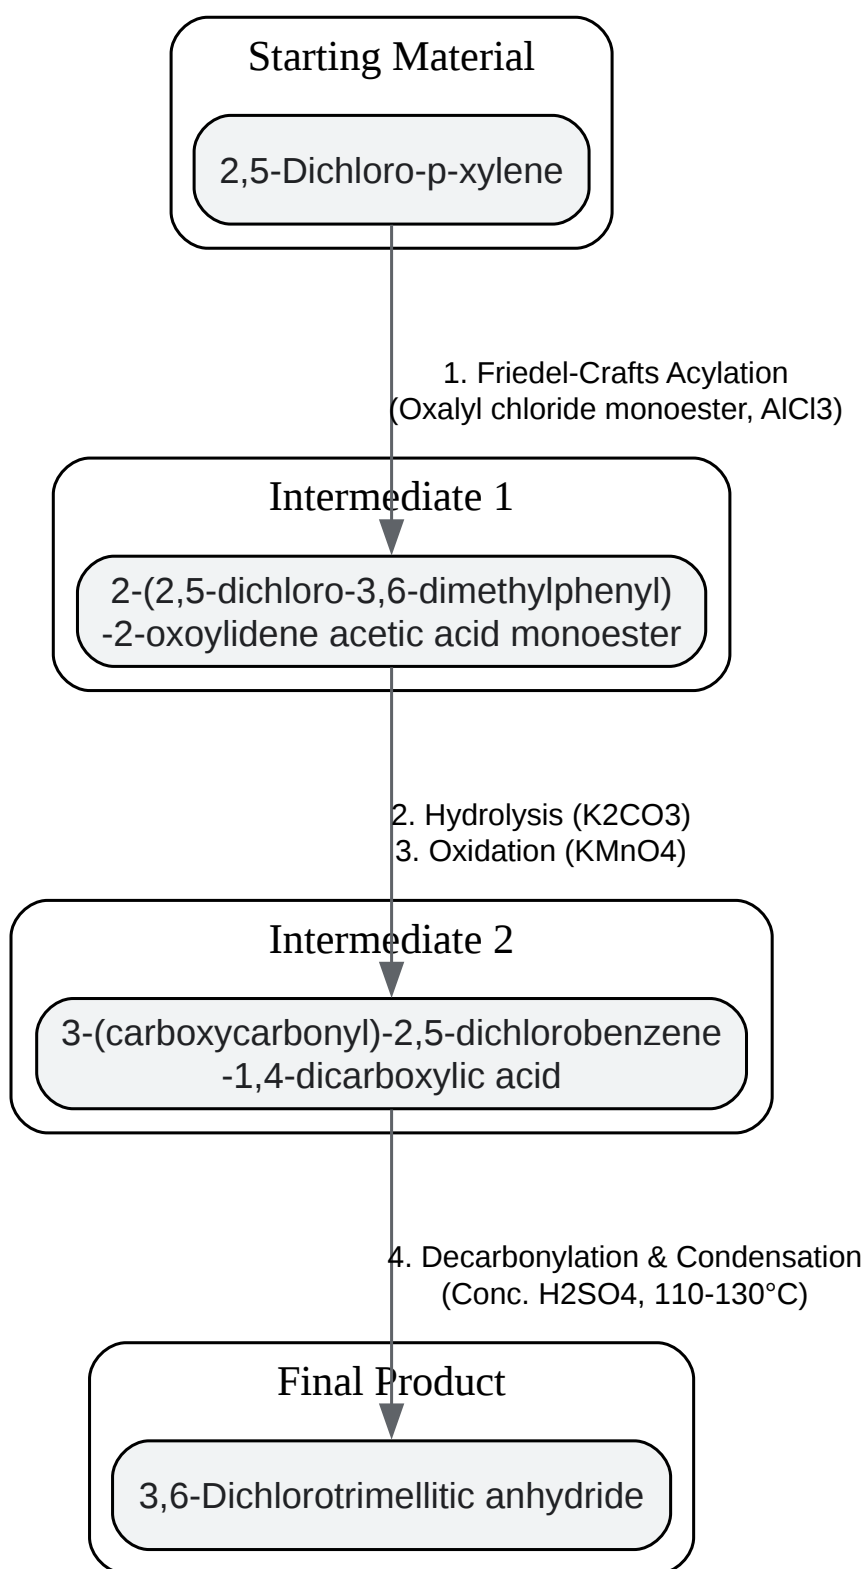 Starting Material
2,5-Dichloro-p-xylene
1. Friedel-Crafts Acylation
(Oxalyl chloride monoester, AlCl3)
Intermediate 1
2-(2,5-dichloro-3,6-dimethylphenyl)
-2-oxoylidene acetic acid monoester
2. Hydrolysis (K2CO3)
3. Oxidation (KMnO4)
Intermediate 2
3-(carboxycarbonyl)-2,5-dichlorobenzene
-1,4-dicarboxylic acid
4. Decarbonylation & Condensation
(Conc. H2SO4, 110-130°C)
Final Product
3,6-Dichlorotrimellitic anhydride